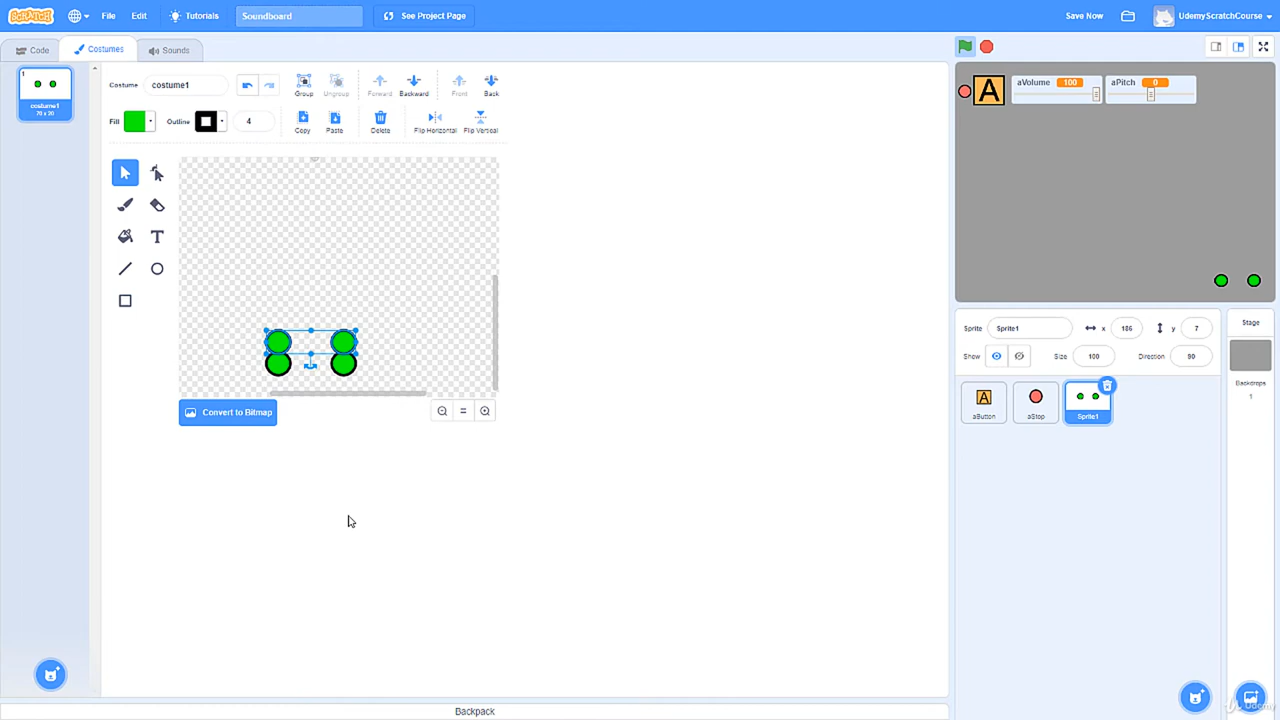 SCRATCH File Edit Tutorials Soundboard See Project Page Save Now UdemyScratchCourse
Code Costumes Sounds
1
costume1
70 x 20
Costume costume1 Group Ungroup Forward Backward Front Back
Fill Outline 4 Copy Paste Delete Flip Horizontal Flip Vertical
T
Convert to Bitmap
A aVolume 100 aPitch 0
Sprite Sprite1 x 186 y 7
Show Size 100 Direction 90
Stage
Backdrops
1
A
aButton aStop Sprite1
Backpack
Udemy